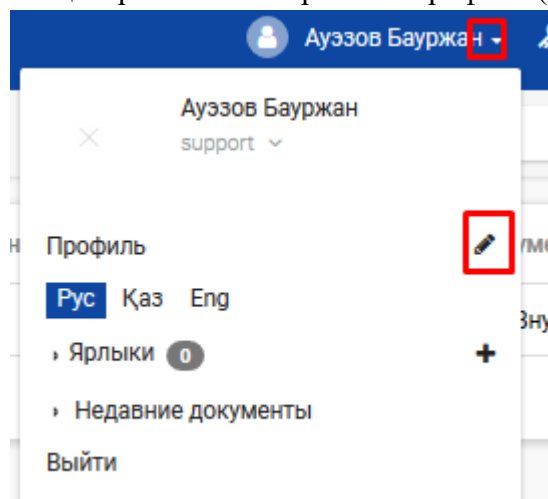 Ауэзов Бауржан
Ауэзов Бауржан
support
Профиль
Рус Қаз Eng
Ярлыки 0
Недавние документы
Выйти